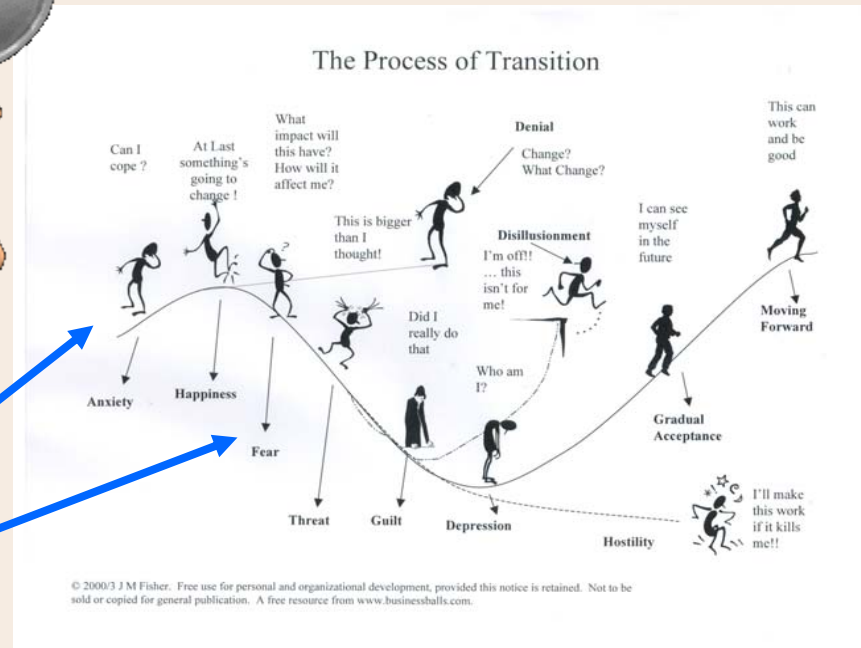 The Process of Transition
Can I
cope ?
At Last
something's
going to
change !
What
impact will
this have?
How will it
affect me?
This is bigger
than I
thought!
Denial
Change?
What Change?
Disillusionment
I'm off!!
... this
isn't for
me!
I can see
myself
in the
future
This can
work
and be
good
?
Did I
really do
that
Who am
I?
Moving
Forward
Anxiety
Happiness
Fear
Gradual
Acceptance
Threat
Guilt
Depression
Hostility
I'll make
this work
if it kills
me!!
© 2000/3 J M Fisher. Free use for personal and organizational development, provided this notice is retained. Not to be
sold or copied for general publication. A free resource from www.businessballs.com.